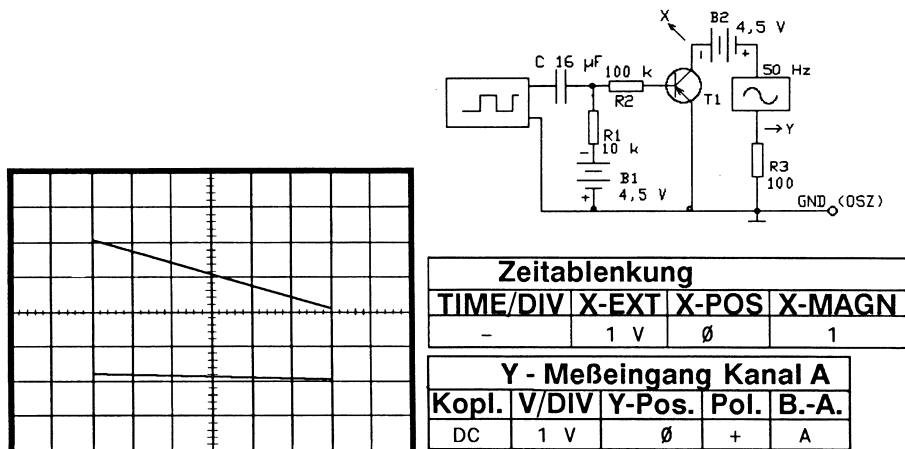 X
B2
4,5 V
- +
C 16 µF
100 k
R2
T1
50 Hz
→Y
R1
10 k
-
B1
+ 4,5 V
R3
100
GND (OSZ)
Zeitablenkung
TIME/DIV X-EXT X-POS X-MAGN
- 1 V Ø 1
Y - Meßeingang Kanal A
Kopl. V/DIV Y-Pos. Pol. B.-A.
DC 1 V Ø + A